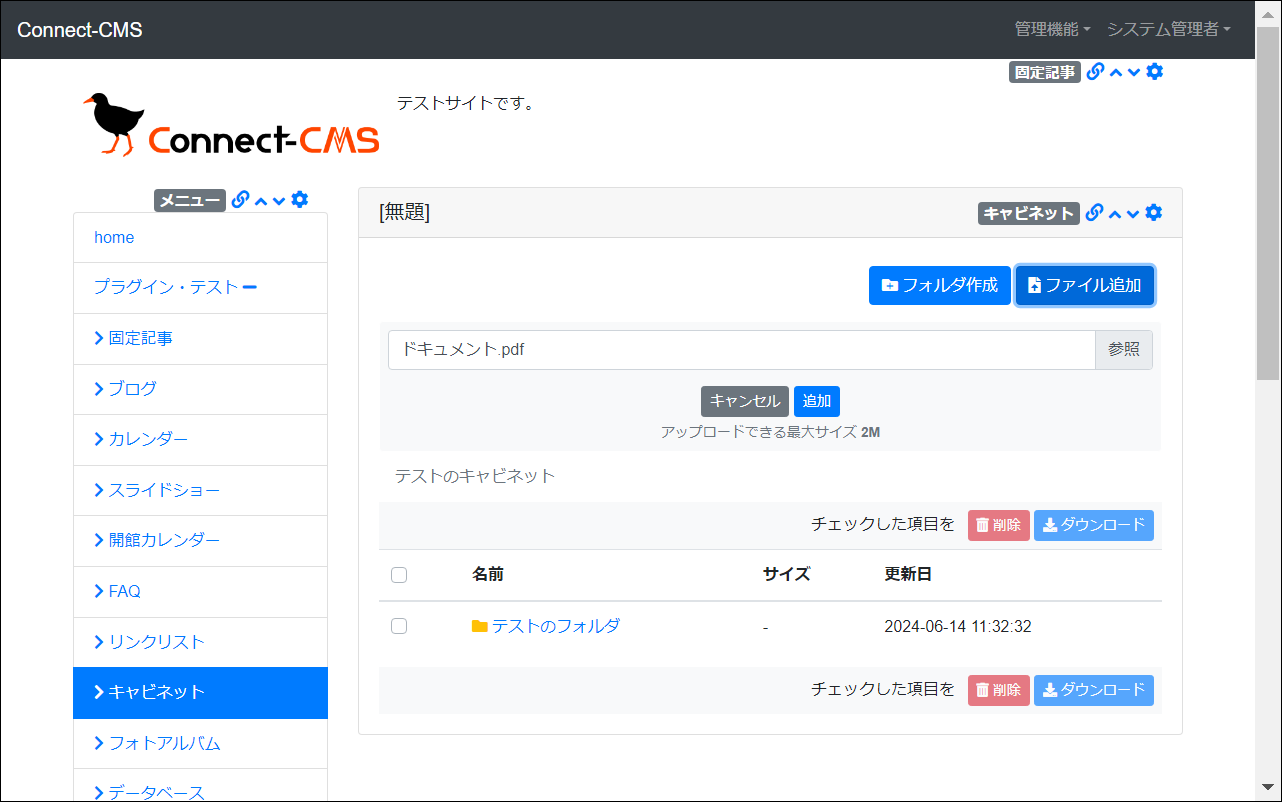 Connect-CMS
管理機能 システム管理者
固定記事
テストサイトです。
Connect-CMS
メニュー
home
プラグイン・テスト
固定記事
ブログ
カレンダー
スライドショー
開館カレンダー
FAQ
リンクリスト
キャビネット
フォトアルバム
データベース
[無題]
キャビネット
フォルダ作成 ファイル追加
ドキュメント.pdf 参照
キャンセル 追加
アップロードできる最大サイズ 2M
テストのキャビネット
チェックした項目を 削除 ダウンロード
名前 サイズ 更新日
テストのフォルダ - 2024-06-14 11:32:32
チェックした項目を 削除 ダウンロード